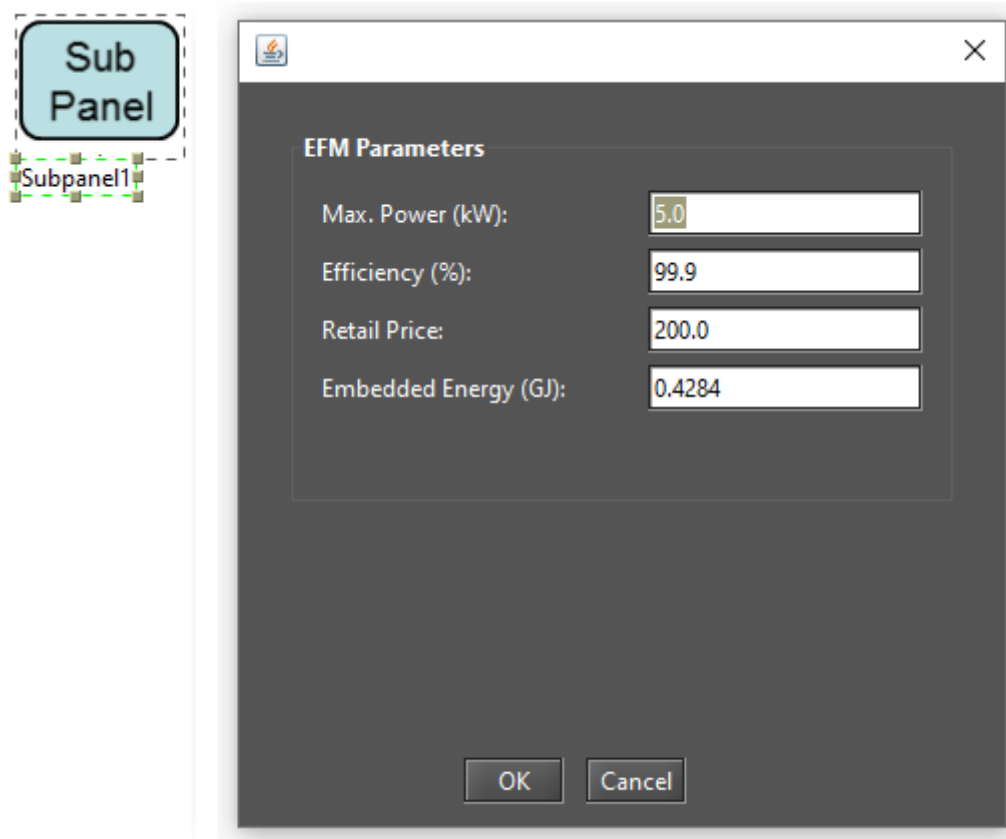 Sub
Panel
Subpanel1
EFM Parameters
Max. Power (kW): 5.0
Efficiency (%): 99.9
Retail Price: 200.0
Embedded Energy (GJ): 0.4284
OK Cancel